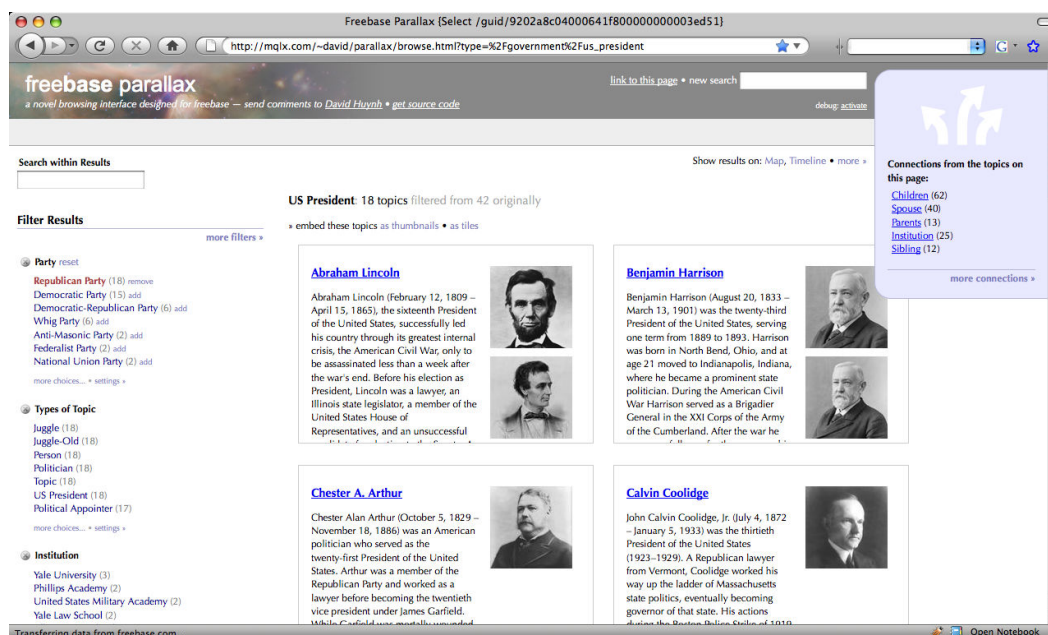 Freebase Parallax {Select /guid/9202a8c04000641f800000000003ed51}
http://mqlx.com/~david/parallax/browse.html?type=%2Fgovernment%2Fus_president
G
freebase parallax
a novel browsing interface designed for freebase — send comments to David Huynh • get source code
link to this page • new search
debug: activate
Connections from the topics on
this page:
Children (62)
Spouse (40)
Parents (13)
Institution (25)
Sibling (12)
more connections »
Search within Results
Show results on: Map, Timeline • more »
US President: 18 topics filtered from 42 originally
» embed these topics as thumbnails • as tiles
Filter Results
more filters »
Party reset
Republican Party (18) remove
Democratic Party (15) add
Democratic-Republican Party (6) add
Whig Party (6) add
Anti-Masonic Party (2) add
Federalist Party (2) add
National Union Party (2) add
more choices... • settings »
Types of Topic
Juggle (18)
Juggle-Old (18)
Person (18)
Politician (18)
Topic (18)
US President (18)
Political Appointer (17)
more choices... • settings »
Institution
Yale University (3)
Phillips Academy (2)
United States Military Academy (2)
Yale Law School (2)
Abraham Lincoln
Abraham Lincoln (February 12, 1809 –
April 15, 1865), the sixteenth President
of the United States, successfully led
his country through its greatest internal
crisis, the American Civil War, only to
be assassinated less than a week after
the war's end. Before his election as
President, Lincoln was a lawyer, an
Illinois state legislator, a member of the
United States House of
Representatives, and an unsuccessful
Benjamin Harrison
Benjamin Harrison (August 20, 1833 –
March 13, 1901) was the twenty-third
President of the United States, serving
one term from 1889 to 1893. Harrison
was born in North Bend, Ohio, and at
age 21 moved to Indianapolis, Indiana,
where he became a prominent state
politician. During the American Civil
War Harrison served as a Brigadier
General in the XXI Corps of the Army
of the Cumberland. After the war he
Chester A. Arthur
Chester Alan Arthur (October 5, 1829 –
November 18, 1886) was an American
politician who served as the
twenty-first President of the United
States. Arthur was a member of the
Republican Party and worked as a
lawyer before becoming the twentieth
vice president under James Garfield.
While Garfield was mortally wounded
Calvin Coolidge
John Calvin Coolidge, Jr. (July 4, 1872
– January 5, 1933) was the thirtieth
President of the United States
(1923–1929). A Republican lawyer
from Vermont, Coolidge worked his
way up the ladder of Massachusetts
state politics, eventually becoming
governor of that state. His actions
during the Boston Police Strike of 1919
Transferring data from freebase.com
Open Notebook